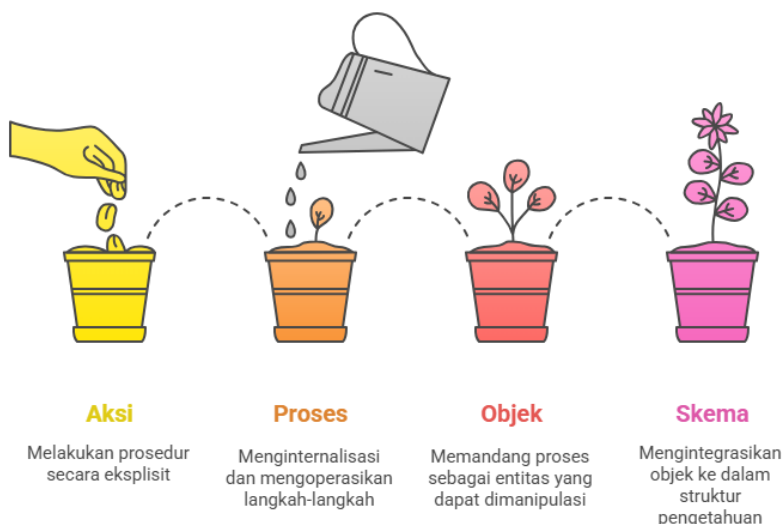 Aksi
Melakukan prosedur
secara eksplisit
Proses
Menginternalisasi
dan mengoperasikan
langkah-langkah
Objek
Memandang proses
sebagai entitas yang
dapat dimanipulasi
Skema
Mengintegrasikan
objek ke dalam
struktur
pengetahuan